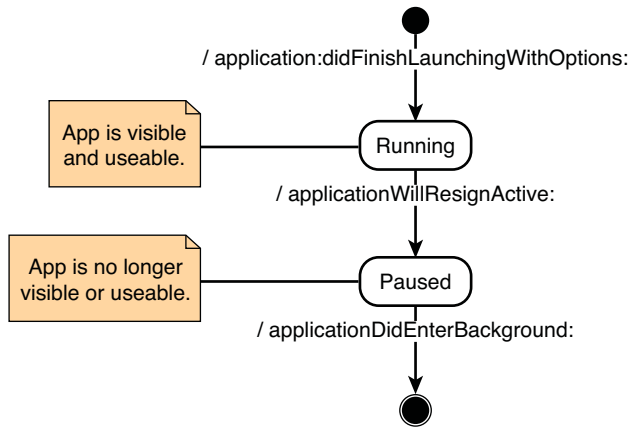 / application:didFinishLaunchingWithOptions:
App is visible
and useable.
Running
/ applicationWillResignActive:
App is no longer
visible or useable.
Paused
/ applicationDidEnterBackground: